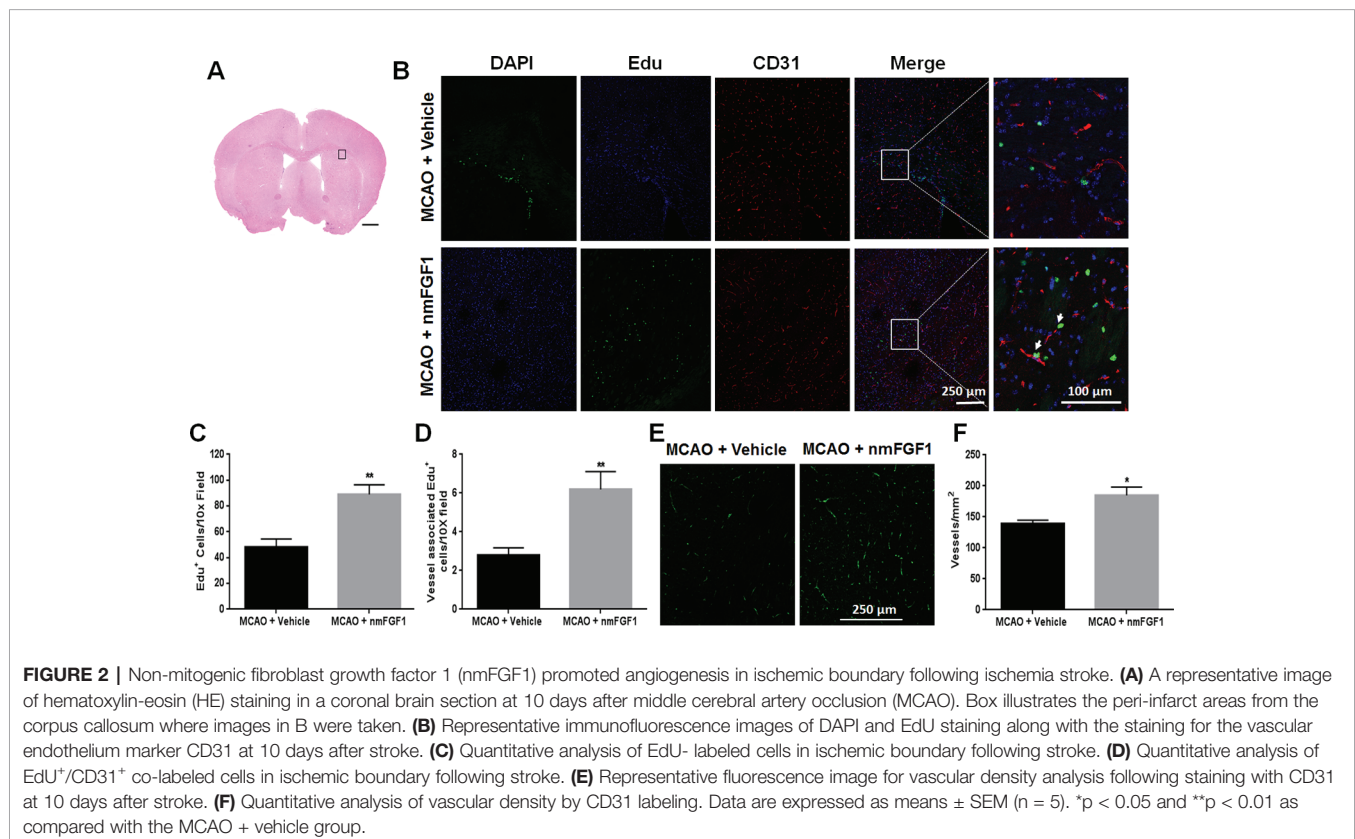 A
B
DAPI
Edu
CD31
Merge
MCAO + Vehicle
MCAO + nmFGF1
250 µm
100 µm
C
Edu+ Cells/10x Field
120
100
80
60
40
20
0
**
MCAO + Vehicle
MCAO + nmFGF1
D
Vessel associated Edu+
cells/10X field
8
6
4
2
0
**
MCAO + Vehicle
MCAO + nmFGF1
E
MCAO + Vehicle
MCAO + nmFGF1
250 µm
F
Vessels/mm2
250
200
150
100
50
0
*
MCAO + Vehicle
MCAO + nmFGF1
FIGURE 2 | Non-mitogenic fibroblast growth factor 1 (nmFGF1) promoted angiogenesis in ischemic boundary following ischemia stroke. (A) A representative image
of hematoxylin-eosin (HE) staining in a coronal brain section at 10 days after middle cerebral artery occlusion (MCAO). Box illustrates the peri-infarct areas from the
corpus callosum where images in B were taken. (B) Representative immunofluorescence images of DAPI and EdU staining along with the staining for the vascular
endothelium marker CD31 at 10 days after stroke. (C) Quantitative analysis of EdU- labeled cells in ischemic boundary following stroke. (D) Quantitative analysis of
EdU+/CD31+ co-labeled cells in ischemic boundary following stroke. (E) Representative fluorescence image for vascular density analysis following staining with CD31
at 10 days after stroke. (F) Quantitative analysis of vascular density by CD31 labeling. Data are expressed as means ± SEM (n = 5). *p < 0.05 and **p < 0.01 as
compared with the MCAO + vehicle group.